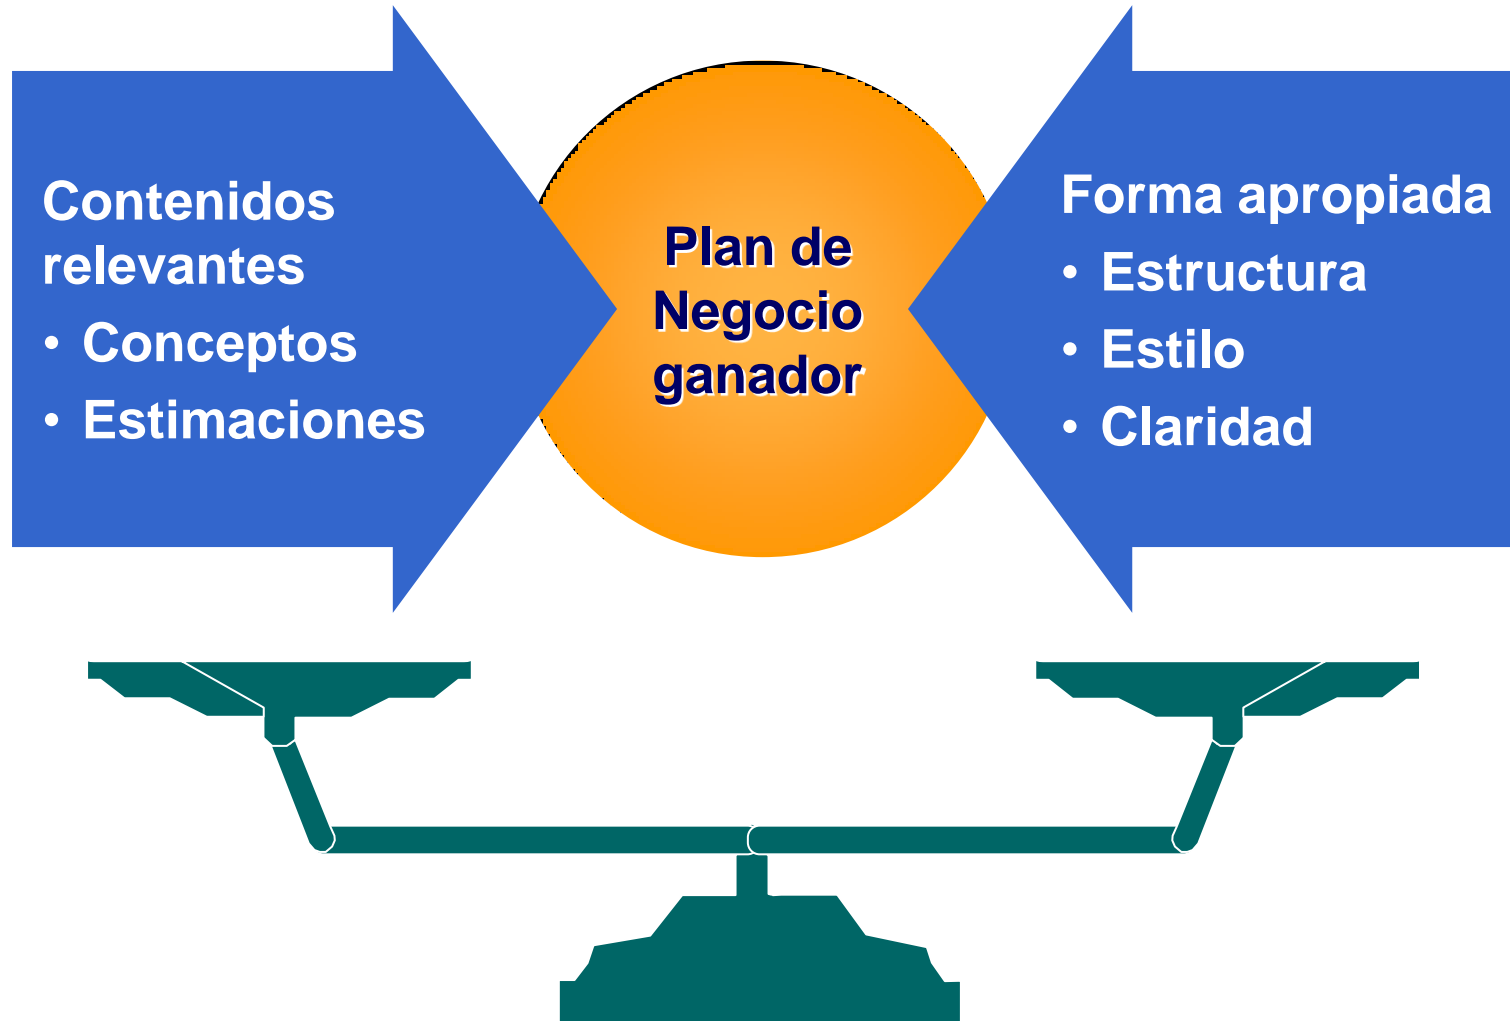 Contenidos
relevantes
• Conceptos
• Estimaciones
Plan de
Negocio
ganador
Forma apropiada
• Estructura
• Estilo
• Claridad